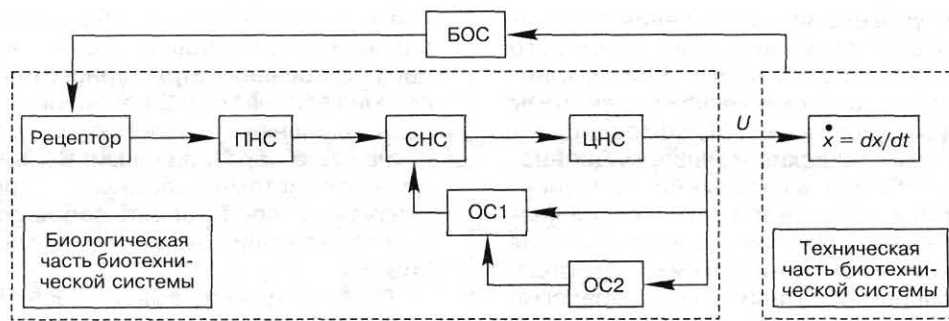 БОС
Рецептор
ПНС
СНС
ЦНС
U
ẋ = dx/dt
ОС1
ОС2
Биологическая
часть биотехни-
ческой системы
Техническая
часть биотехни-
ческой системы